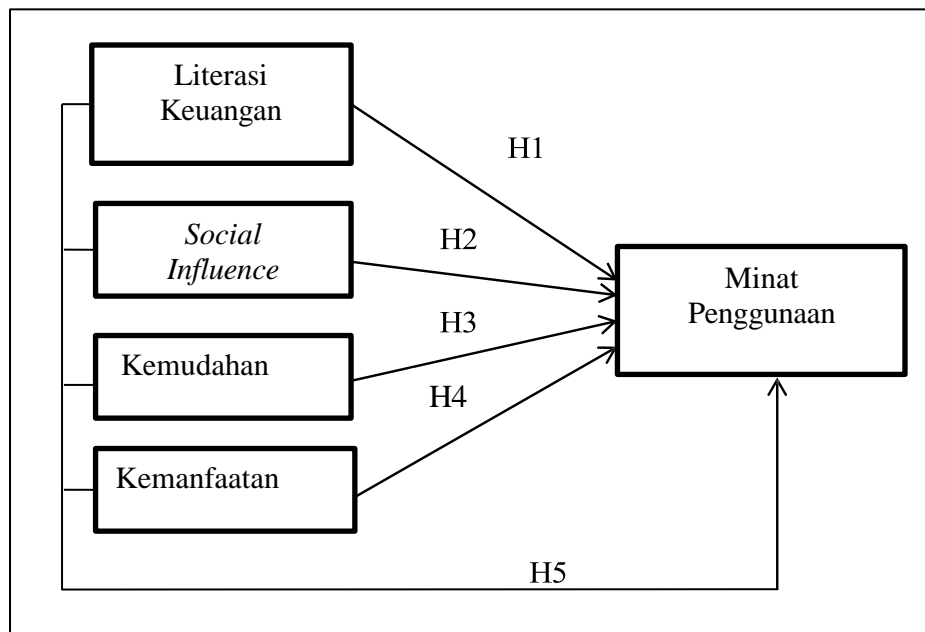 Literasi
Keuangan
H1
Social
Influence
H2
Minat
Penggunaan
H3
Kemudahan
H4
Kemanfaatan
H5